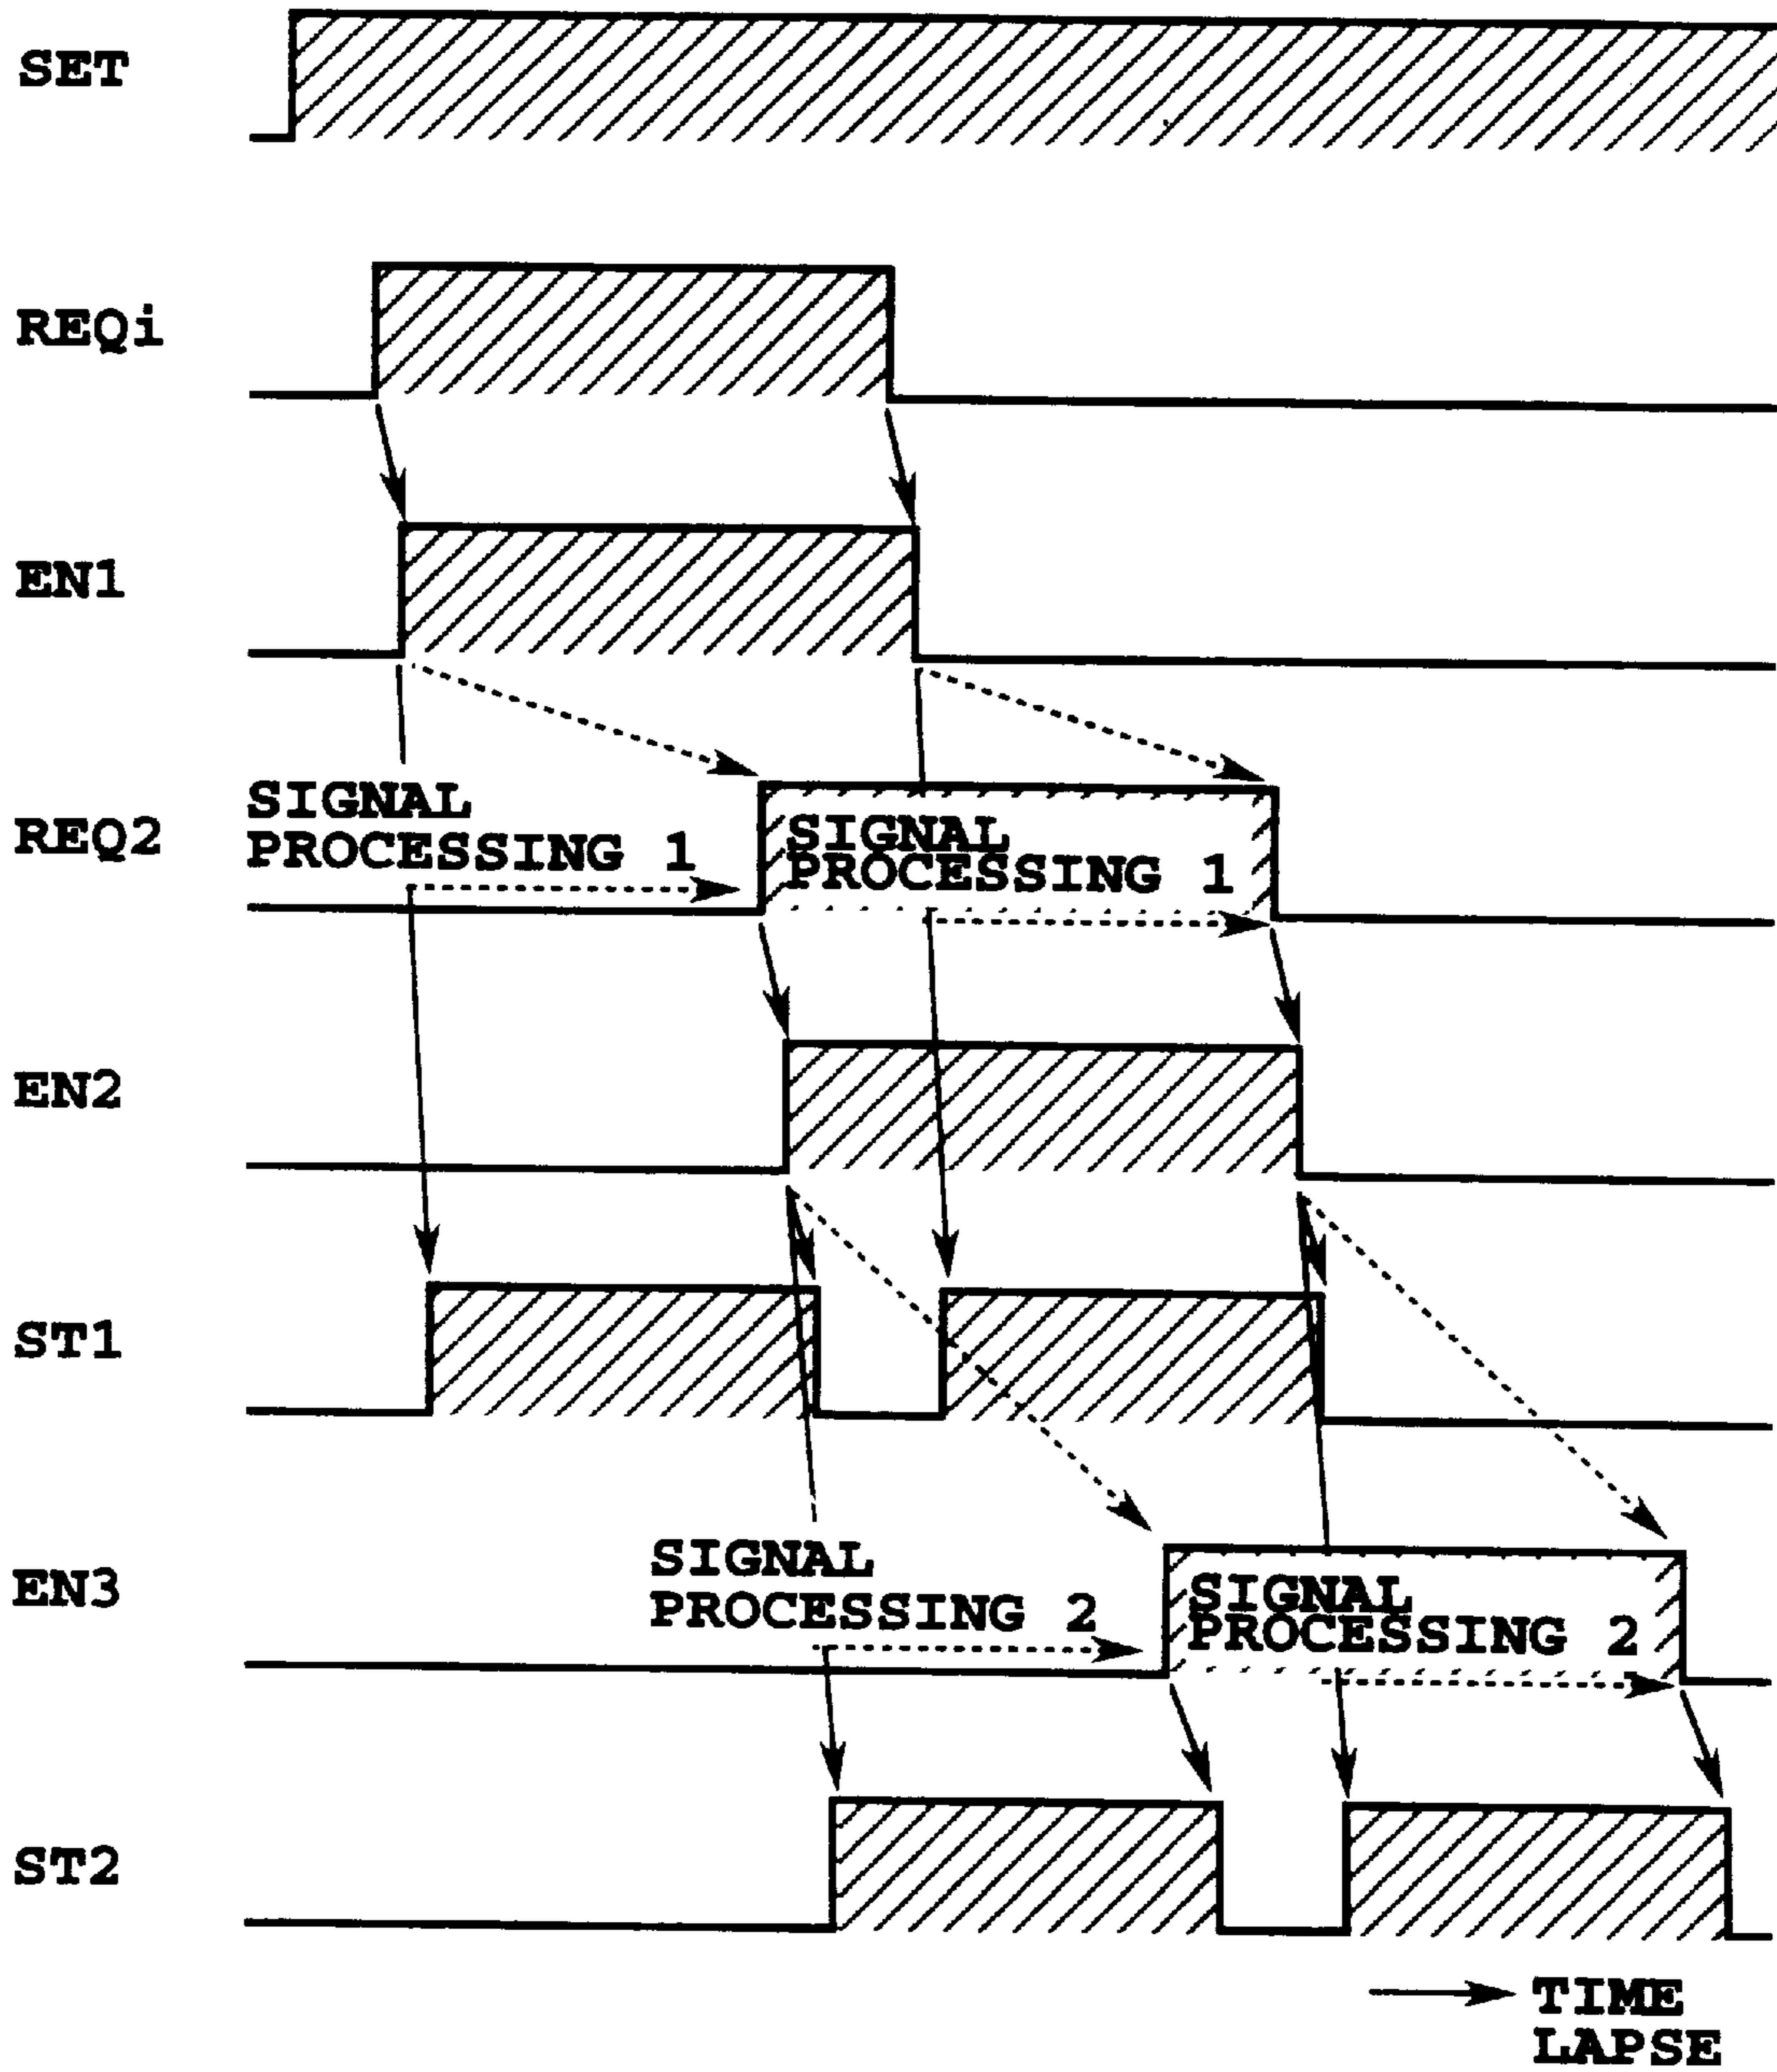 SET
REQi
EN1
SIGNAL
PROCESSING 1
REQ2
SIGNAL
PROCESSING 1
EN2
ST1
SIGNAL
PROCESSING 2
EN3
SIGNAL
PROCESSING 2
ST2
TIME
LAPSE